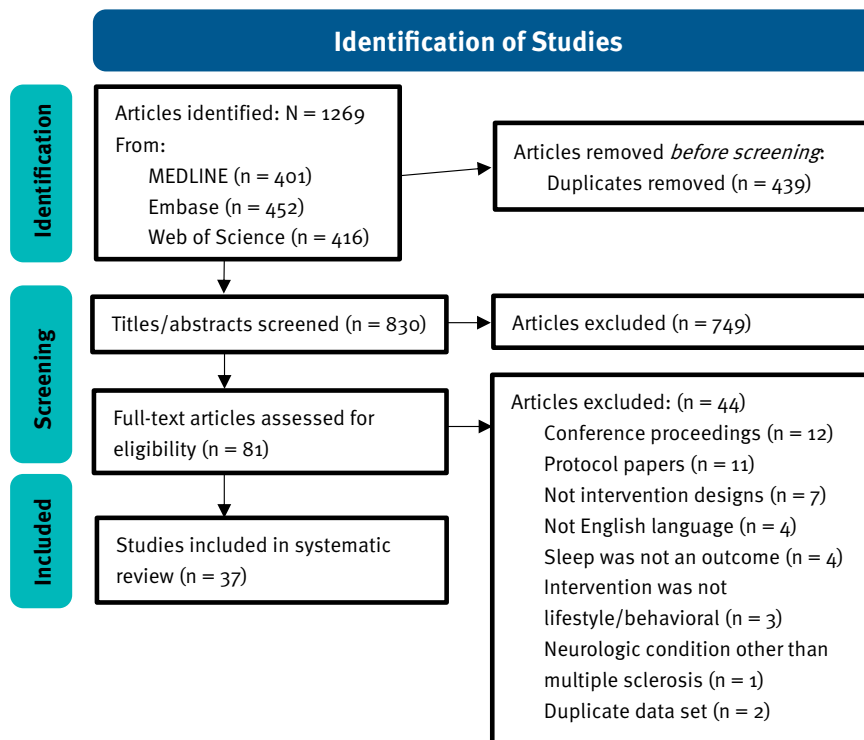 Identification of Studies
Identification
Articles identified: N = 1269
From:
MEDLINE (n = 401)
Embase (n = 452)
Web of Science (n = 416)
Articles removed before screening:
Duplicates removed (n = 439)
Screening
Titles/abstracts screened (n = 830)
Articles excluded (n = 749)
Full-text articles assessed for
eligibility (n = 81)
Articles excluded: (n = 44)
Conference proceedings (n = 12)
Protocol papers (n = 11)
Not intervention designs (n = 7)
Not English language (n = 4)
Sleep was not an outcome (n = 4)
Intervention was not
lifestyle/behavioral (n = 3)
Neurologic condition other than
multiple sclerosis (n = 1)
Duplicate data set (n = 2)
Included
Studies included in systematic
review (n = 37)